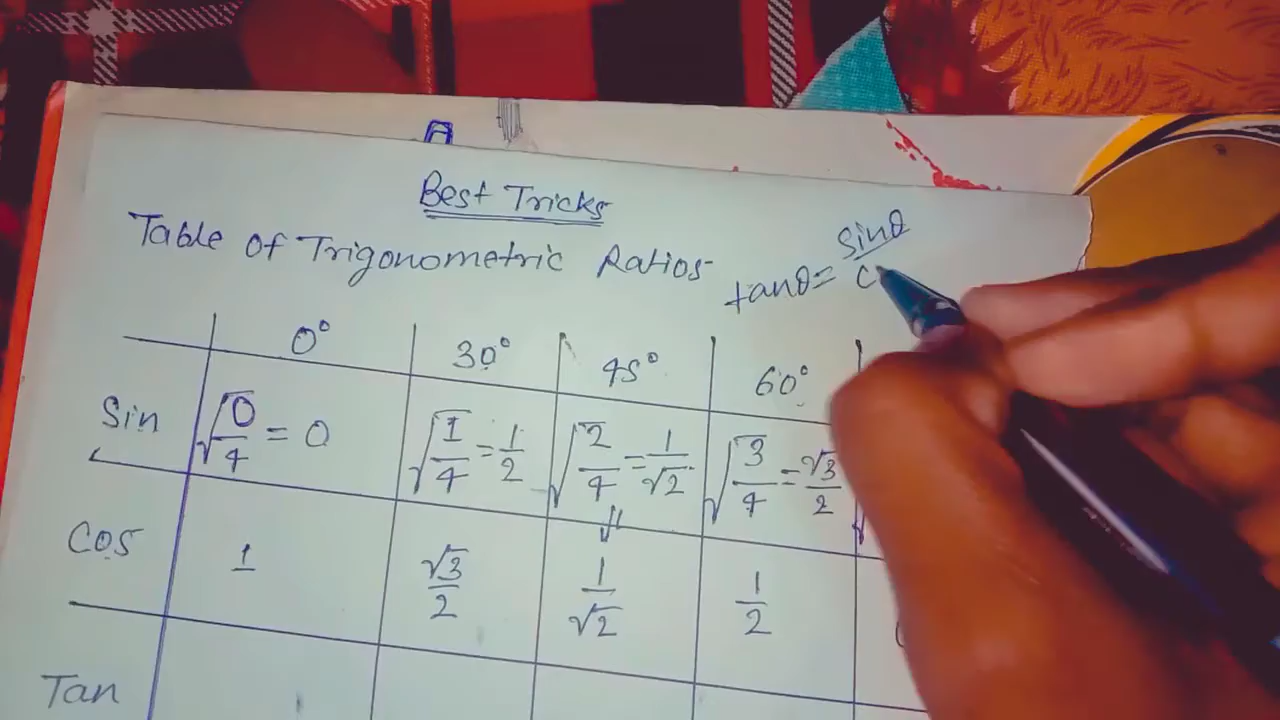 A
Best Tricks
Table of Trigonometric Ratios
tanθ = sinθ/c
0° 30° 45° 60°
Sin √(0/4) = 0 √(1/4) = 1/2 √(2/4) = 1/√2 √(3/4) = √3/2
Cos 1 √3/2 1/√2 1/2
Tan